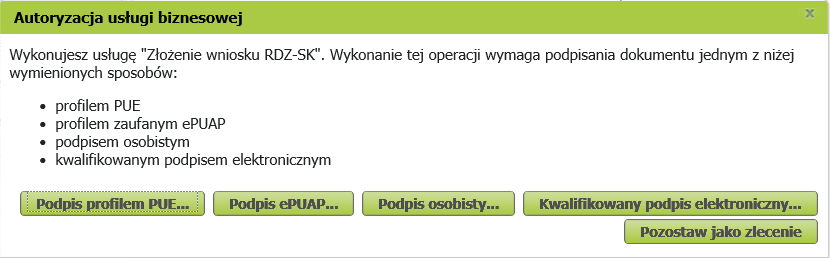 Autoryzacja usługi biznesowej x
Wykonujesz usługę "Złożenie wniosku RDZ-SK". Wykonanie tej operacji wymaga podpisania dokumentu jednym z niżej
wymienionych sposobów:
• profilem PUE
• profilem zaufanym ePUAP
• podpisem osobistym
• kwalifikowanym podpisem elektronicznym
Podpis profilem PUE... Podpis ePUAP... Podpis osobisty... Kwalifikowany podpis elektroniczny...
Pozostaw jako zlecenie